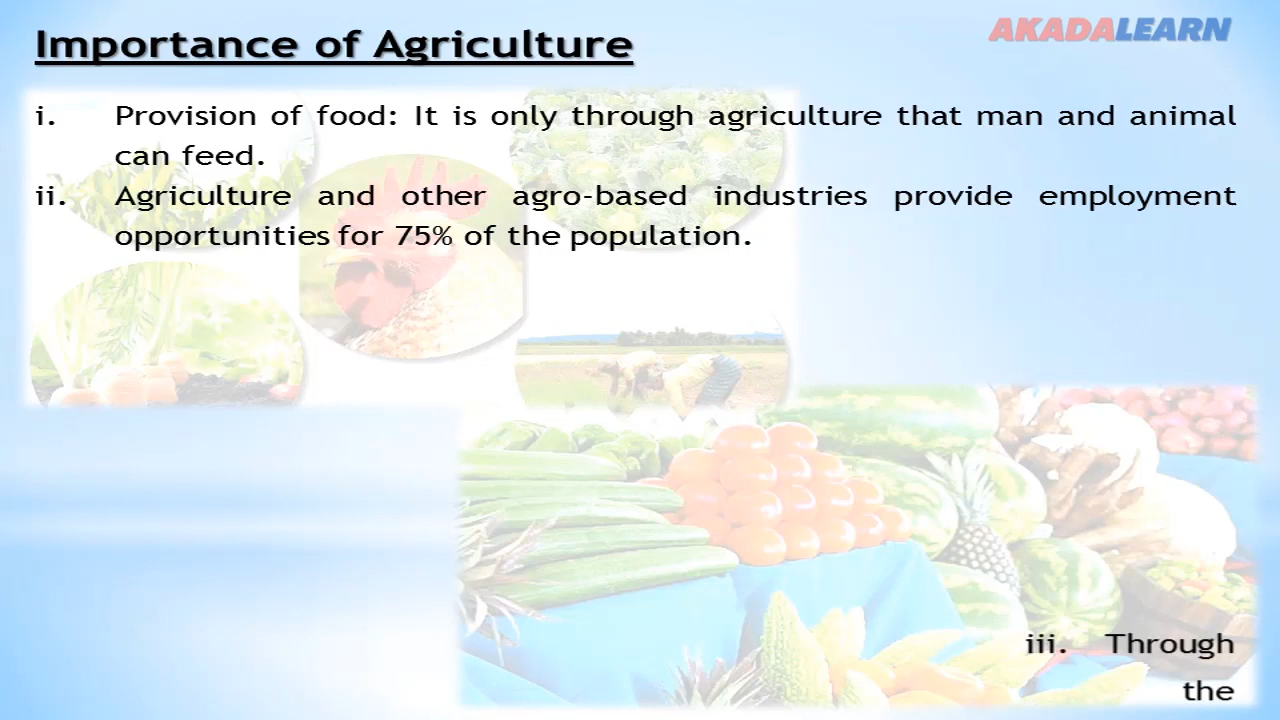 Importance of Agriculture
AKADALEARN
i. Provision of food: It is only through agriculture that man and animal
can feed.
ii. Agriculture and other agro-based industries provide employment
opportunities for 75% of the population.
iii. Through
the